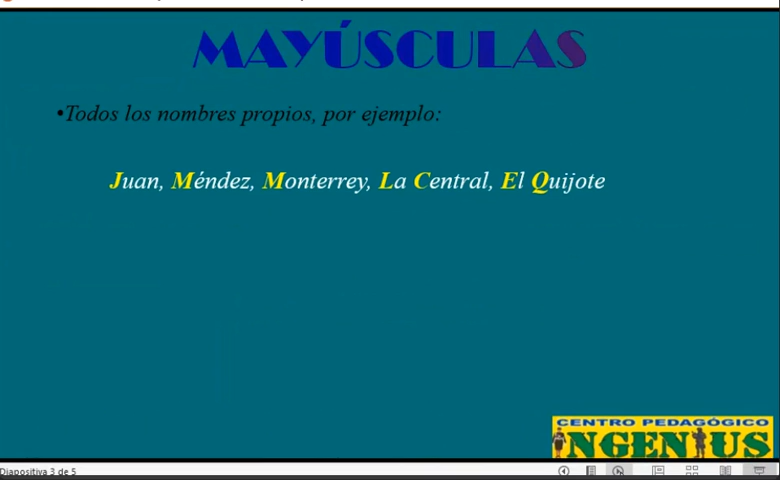 MAYÚSCULAS
•Todos los nombres propios, por ejemplo:
Juan, Méndez, Monterrey, La Central, El Quijote
CENTRO PEDAGÓGICO
INGENIUS
Diapositiva 3 de 5